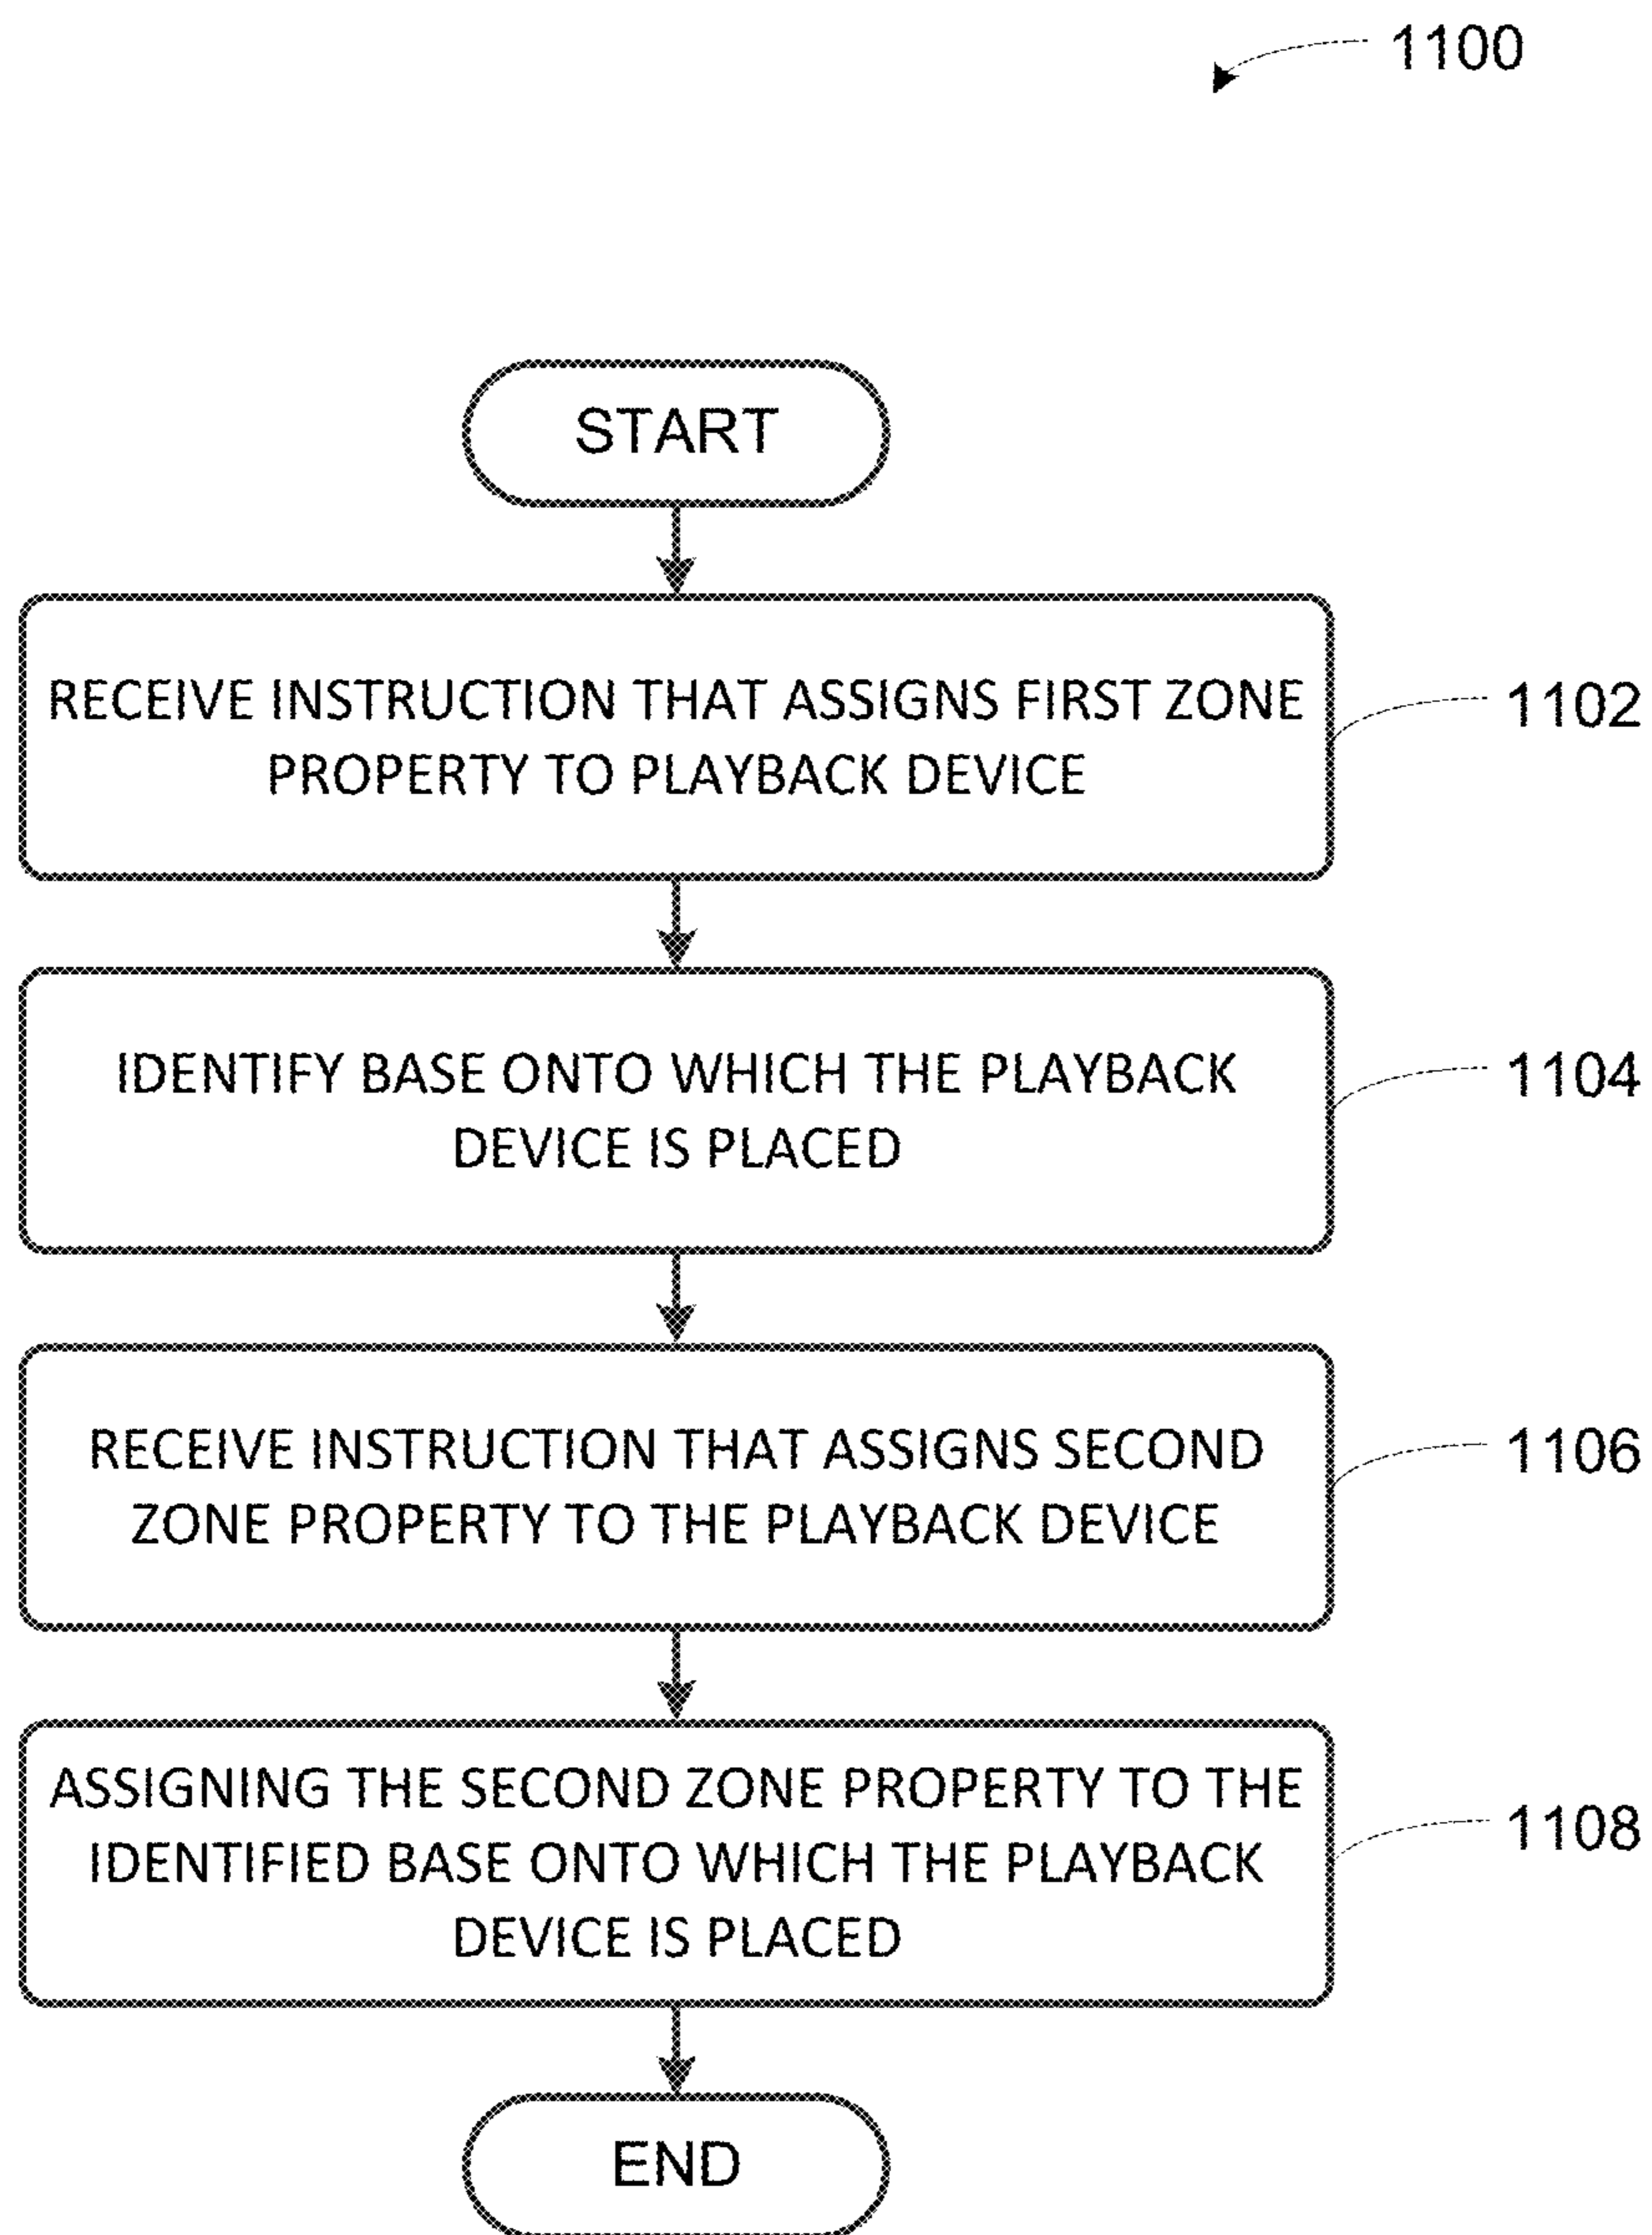 1100
START
RECEIVE INSTRUCTION THAT ASSIGNS FIRST ZONE
PROPERTY TO PLAYBACK DEVICE
1102
IDENTIFY BASE ONTO WHICH THE PLAYBACK
DEVICE IS PLACED
1104
RECEIVE INSTRUCTION THAT ASSIGNS SECOND
ZONE PROPERTY TO THE PLAYBACK DEVICE
1106
ASSIGNING THE SECOND ZONE PROPERTY TO THE
IDENTIFIED BASE ONTO WHICH THE PLAYBACK
DEVICE IS PLACED
1108
END